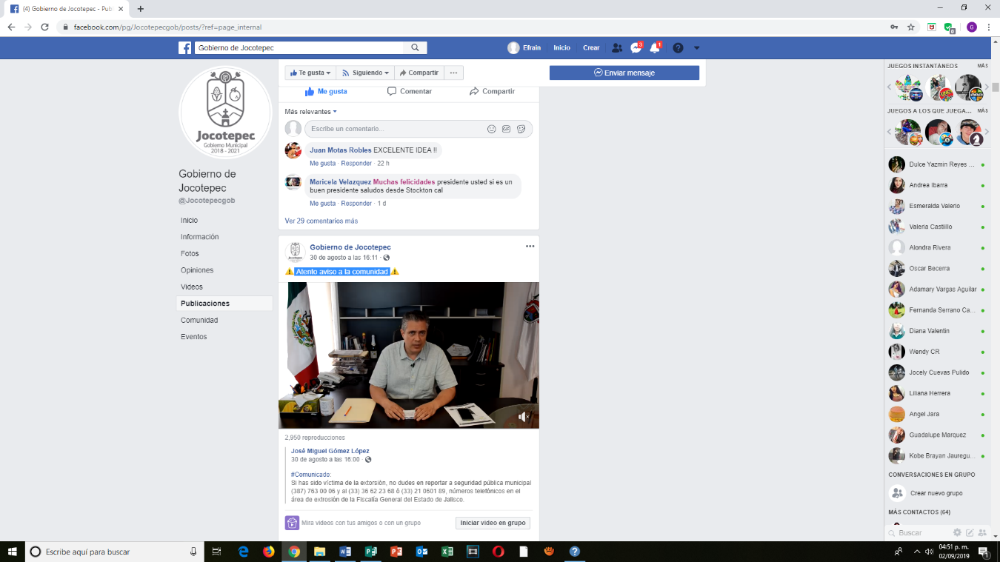 (4) Gobierno de Jocotepec - Pub
facebook.com/pg/Jocotepecgob/posts/?ref=page_internal
Gobierno de Jocotepec
Efrain
Inicio
Crear
3
1
Te gusta
Siguiendo
Compartir
Enviar mensaje
Jocotepec
Gobierno Municipal
2018 - 2021
Gobierno de
Jocotepec
@Jocotepecgob
Inicio
Información
Fotos
Opiniones
Videos
Publicaciones
Comunidad
Eventos
Me gusta
Comentar
Compartir
Más relevantes
Escribe un comentario...
GIF
Juan Motas Robles EXCELENTE IDEA !!
Me gusta · Responder · 22 h
Maricela Velazquez Muchas felicidades presidente usted si es un
buen presidente saludos desde Stockton cal
Me gusta · Responder · 1 d
Ver 29 comentarios más
Gobierno de Jocotepec
30 de agosto a las 16:11 ·
Atento aviso a la comunidad
2,950 reproducciones
José Miguel Gómez López
30 de agosto a las 16:00 ·
#Comunicado:
Si has sido víctima de la extorsión, no dudes en reportar a seguridad pública municipal
(387) 763 00 06 y al (33) 36 62 23 68 ó (33) 21 0601 89, números telefónicos en el
área de extrosión de la Fiscalía General del Estado de Jalisco.
Mira videos con tus amigos o con un grupo
Iniciar video en grupo
JUEGOS INSTANTÁNEOS
MÁS
JUEGOS A LOS QUE JUEGA...
MÁS
Dulce Yazmin Reyes ...
Andrea Ibarra
Esmeralda Valerio
Valeria Castillo
Alondra Rivera
Oscar Becerra
Adamary Vargas Aguilar
Fernanda Serrano Ca...
Diana Valentin
Wendy CR
Jocely Cuevas Pulido
Liliana Herrera
Angel Jara
Guadalupe Marquez
Kobe Brayan Jauregu...
CONVERSACIONES EN GRUPO
Crear nuevo grupo
MÁS CONTACTOS (64)
Buscar
Escribe aquí para buscar
04:51 p. m.
02/09/2019